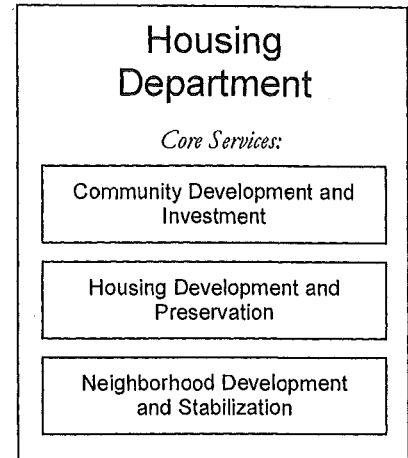 Housing
Department
Core Services:
Community Development and
Investment
Housing Development and
Preservation
Neighborhood Development
and Stabilization